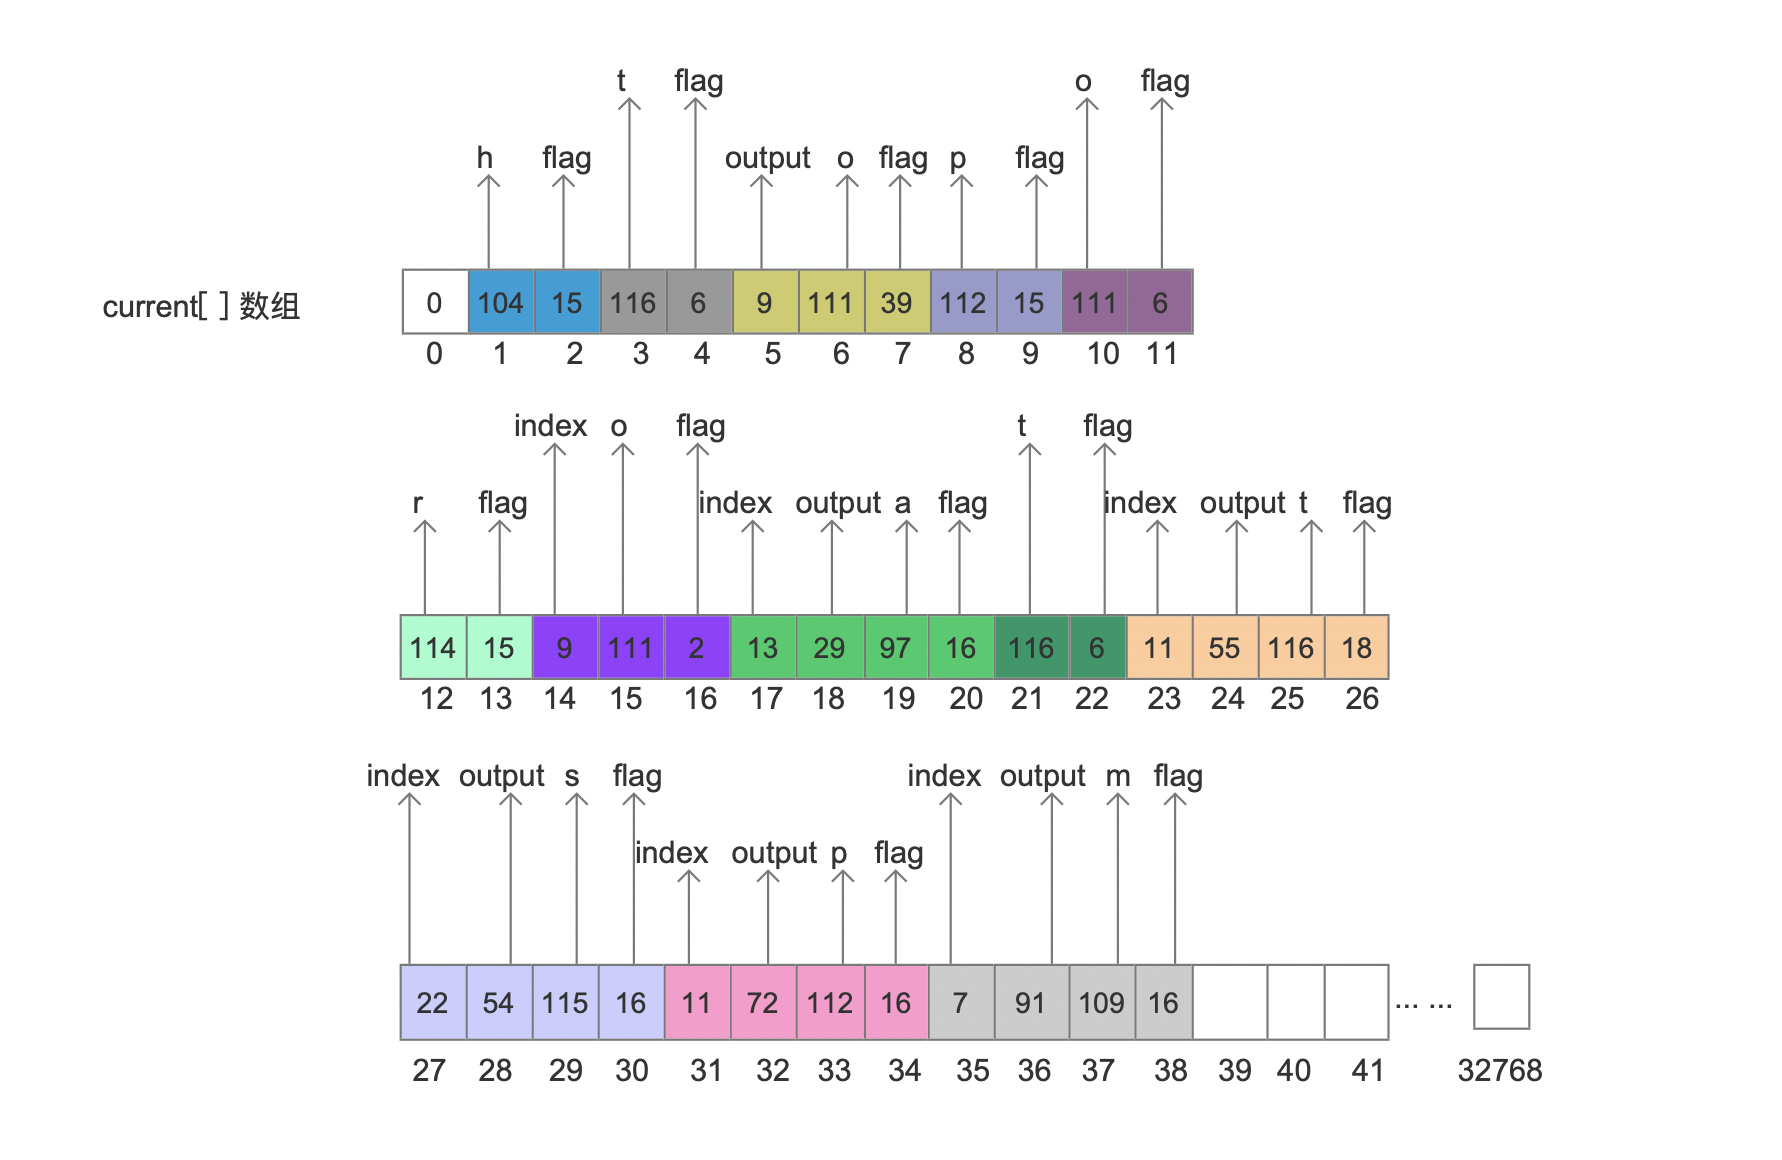 t flag o flag
h flag output o flag p flag
current[ ] 数组 0 104 15 116 6 9 111 39 112 15 111 6
0 1 2 3 4 5 6 7 8 9 10 11
index o flag t flag
r flag index output a flag index output t flag
114 15 9 111 2 13 29 97 16 116 6 11 55 116 18
12 13 14 15 16 17 18 19 20 21 22 23 24 25 26
index output s flag index output m flag
index output p flag
22 54 115 16 11 72 112 16 7 91 109 16 ... ...
27 28 29 30 31 32 33 34 35 36 37 38 39 40 41 32768